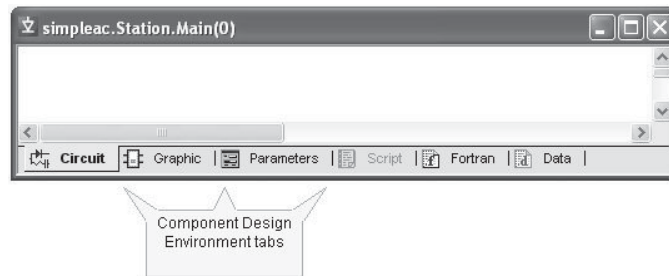 simpleac.Station.Main(0)
Circuit Graphic Parameters Script Fortran Data
Component Design
Environment tabs